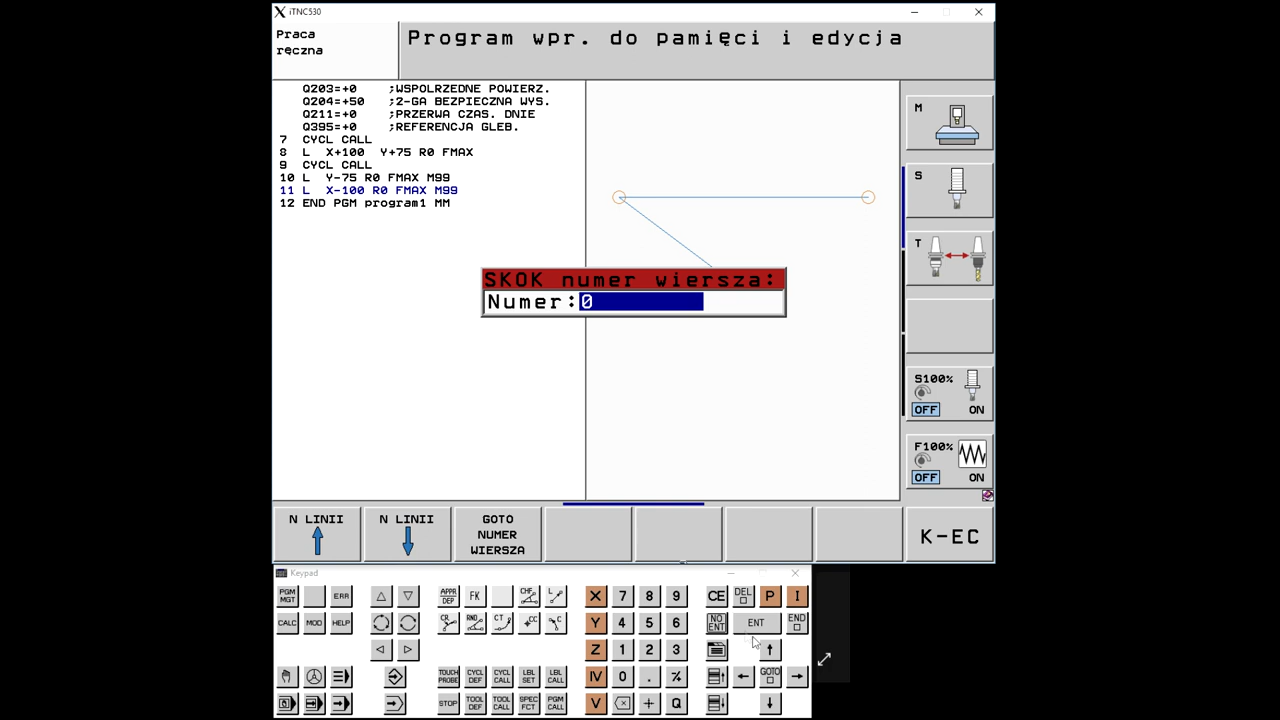 iTNC530
Praca
ręczna
Program wpr. do pamięci i edycja
Q203=+0 ;WSPOLRZEDNE POWIERZ.
Q204=+50 ;2-GA BEZPIECZNA WYS.
Q211=+0 ;PRZERWA CZAS. DNIE
Q395=+0 ;REFERENCJA GLEB.
7 CYCL CALL
8 L X+100 Y+75 R0 FMAX
9 CYCL CALL
10 L Y-75 R0 FMAX M99
11 L X-100 R0 FMAX M99
12 END PGM program1 MM
SKOK numer wiersza:
Numer:0
M
S
T
S100%
OFF ON
F100%
OFF ON
N LINII
N LINII
GOTO
NUMER
WIERSZA
K-EC
Keypad
PGM MGT ERR APPR DEP FK CHF L X 7 8 9 CE DEL P I
CALC MOD HELP CR RND CT CC C Y 4 5 6 NO ENT ENT END
Z 1 2 3
TOUCH PROBE CYCL DEF CYCL CALL LBL SET LBL CALL IV 0 . GOTO
STOP TOOL DEF TOOL CALL SPEC FCT PGM CALL V + Q